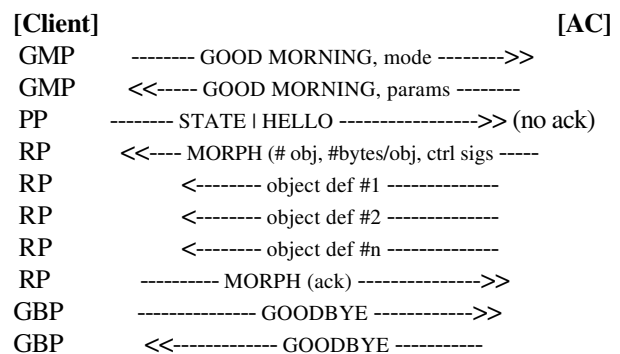 [Client] [AC]
GMP -------- GOOD MORNING, mode -------->>
GMP <<----- GOOD MORNING, params --------
PP -------- STATE | HELLO ----------------->> (no ack)
RP <<---- MORPH (# obj, #bytes/obj, ctrl sigs -----
RP <-------- object def #1 --------------
RP <-------- object def #2 --------------
RP <-------- object def #n --------------
RP ---------- MORPH (ack) --------------->>
GBP --------------- GOODBYE ------------>>
GBP <<------------- GOODBYE -----------